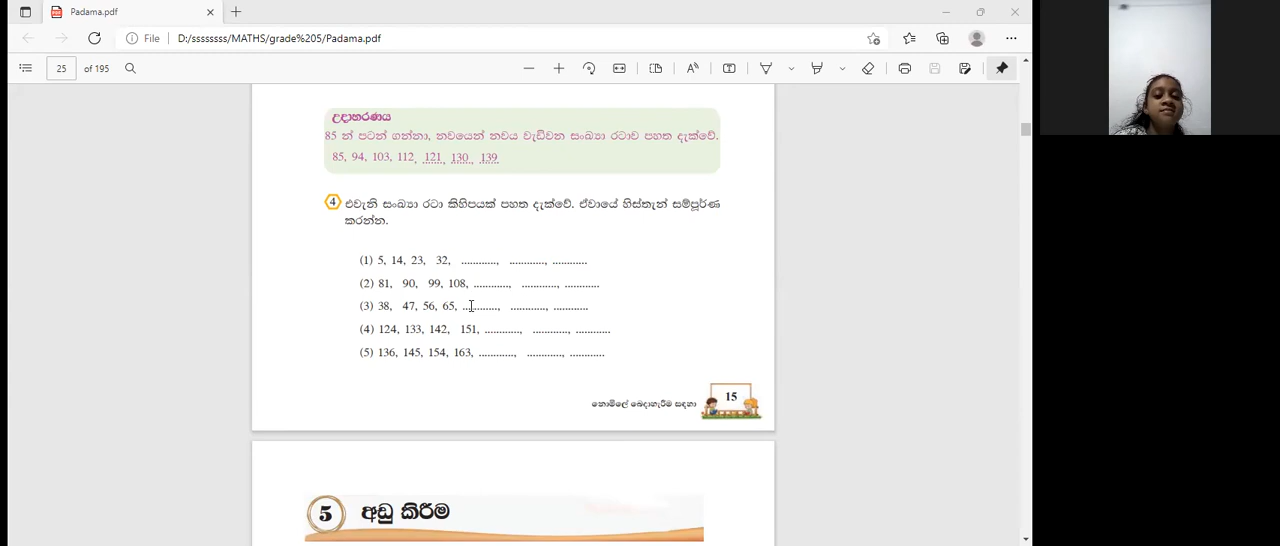 Padama.pdf
File D:/ssssssss/MATHS/grade%205/Padama.pdf
25 of 195
උදාහරණය
85 න් පටන් ගන්නා, නවයෙන් නවය වැඩිවන සංඛ්‍යා රටාව පහත දැක්වේ.
85, 94, 103, 112, 121, 130, 139
4 එවැනි සංඛ්‍යා රටා කිහිපයක් පහත දැක්වේ. ඒවායේ හිස්තැන් සම්පූර්ණ
කරන්න.
(1) 5, 14, 23, 32, ............, ............, ............
(2) 81, 90, 99, 108, ............, ............, ............
(3) 38, 47, 56, 65, ............, ............, ............
(4) 124, 133, 142, 151, ............, ............, ............
(5) 136, 145, 154, 163, ............, ............, ............
නොමිලේ බෙදාහැරීම සඳහා 15
5 අඩු කිරීම